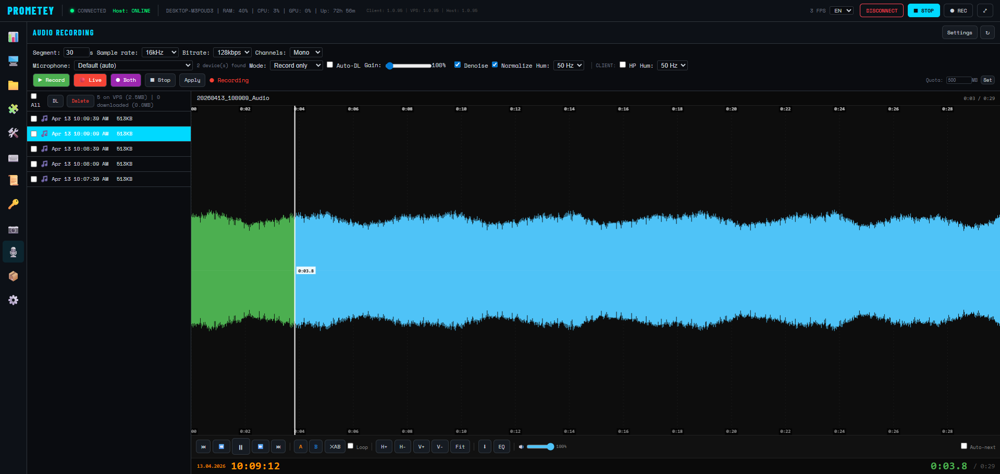 PROMETEY CONNECTED Host: ONLINE DESKTOP-M3POUD3 | RAM: 40% | CPU: 3% | GPU: 0% | Up: 72h 56m Client: 1.0.95 | VPS: 1.0.95 | Host: 1.0.95 3 FPS EN DISCONNECT STOP REC
AUDIO RECORDING Settings
Segment: 30 s Sample rate: 16kHz Bitrate: 128kbps Channels: Mono
Microphone: Default (auto) 2 device(s) found Mode: Record only Auto-DL Gain: 100% Denoise Normalize Hum: 50 Hz CLIENT: HP Hum: 50 Hz
Record Live Both Stop Apply Recording Quota: 500 MB Set
All DL Delete 5 on VPS (2.5MB) | 0
downloaded (0.0MB)
20260413_100909_Audio 0:03 / 0:29
00 0:02 0:04 0:06 0:08 0:10 0:12 0:14 0:16 0:18 0:20 0:22 0:24 0:26 0:28
Apr 13 10:09:39 AM 513KB
Apr 13 10:09:09 AM 513KB
Apr 13 10:08:39 AM 513KB
Apr 13 10:08:09 AM 513KB
Apr 13 10:07:39 AM 513KB
0:03.8
00 0:02 0:04 0:06 0:08 0:10 0:12 0:14 0:16 0:18 0:20 0:22 0:24 0:26 0:28
A B ✕AB Loop H+ H- V+ V- Fit EQ 100% Auto-next
13.04.2026 10:09:12 0:03.8 / 0:29